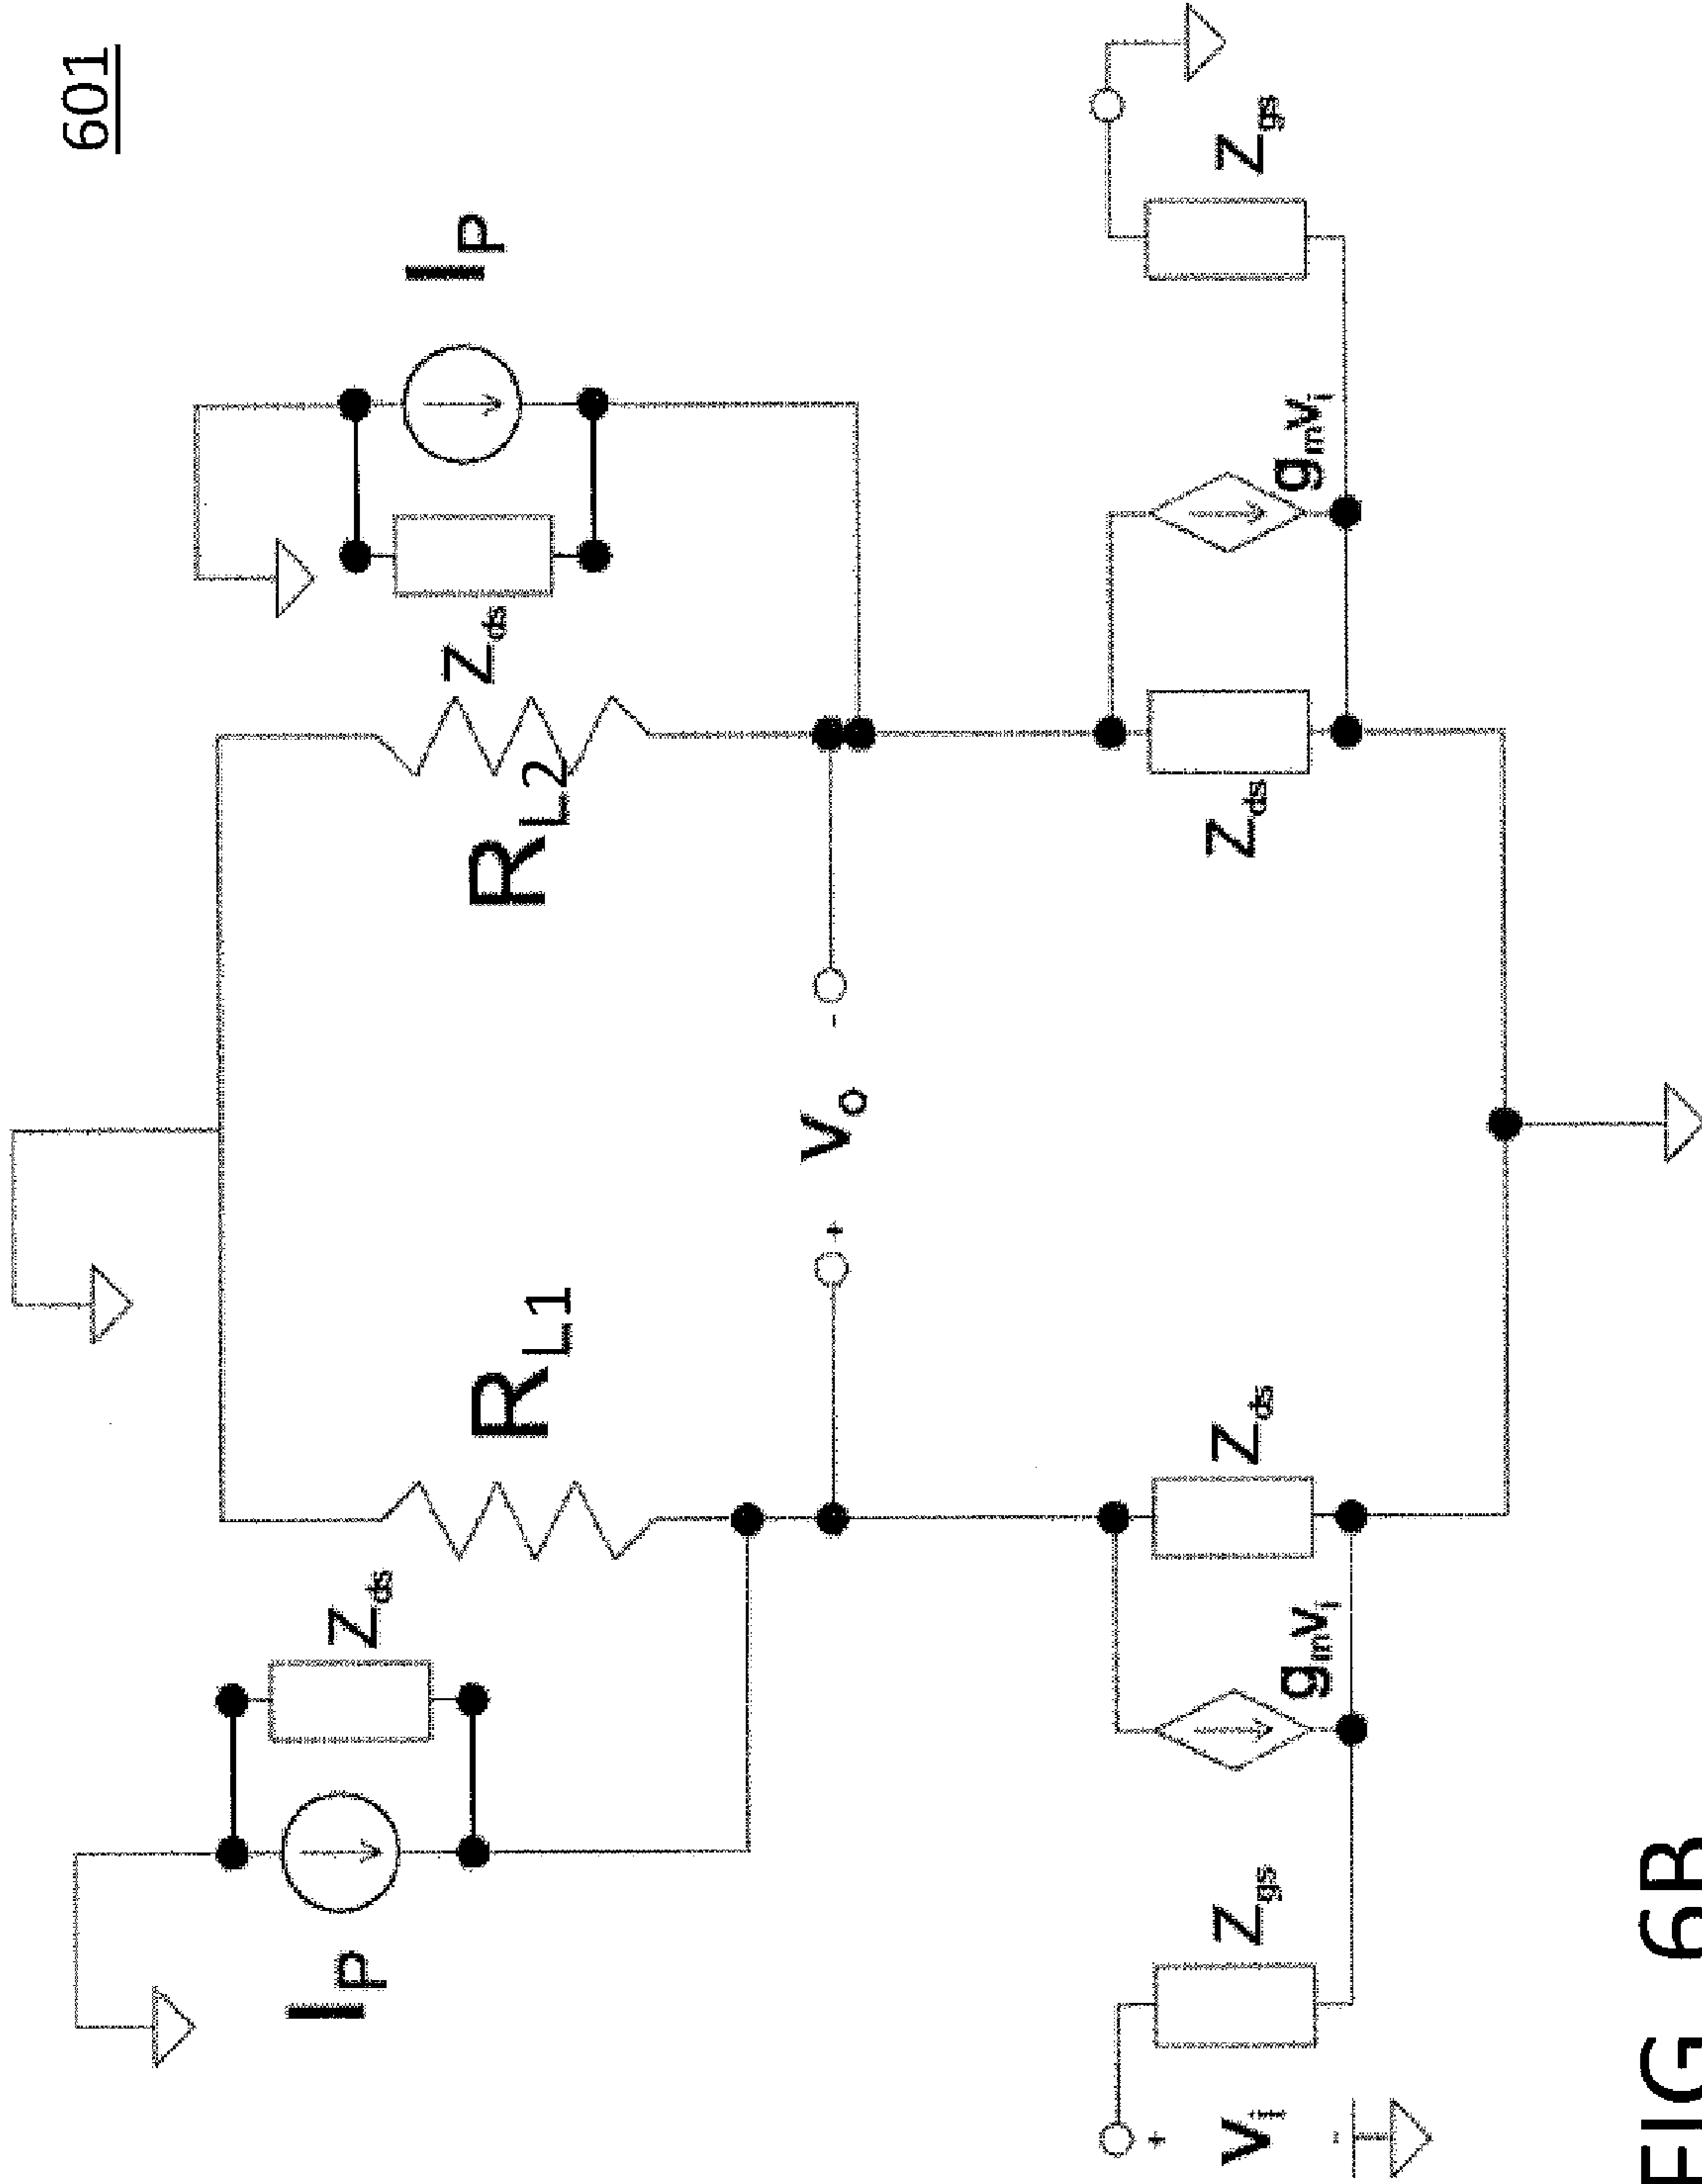 601
I_P
Z_ds
R_L1
R_L2
Z_ds
I_P
+ V_o -
+
V_i
-
Z_gs
g_mV_i
Z_ds
Z_ds
g_mV_i
Z_gs
FIG. 6B